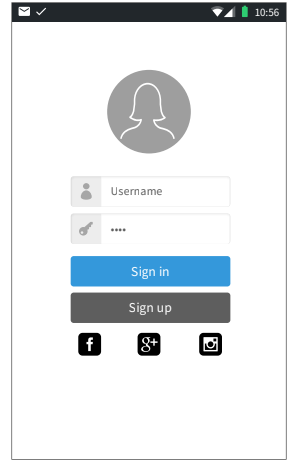 10:56
Username
••••
Sign in
Sign up
f
g+